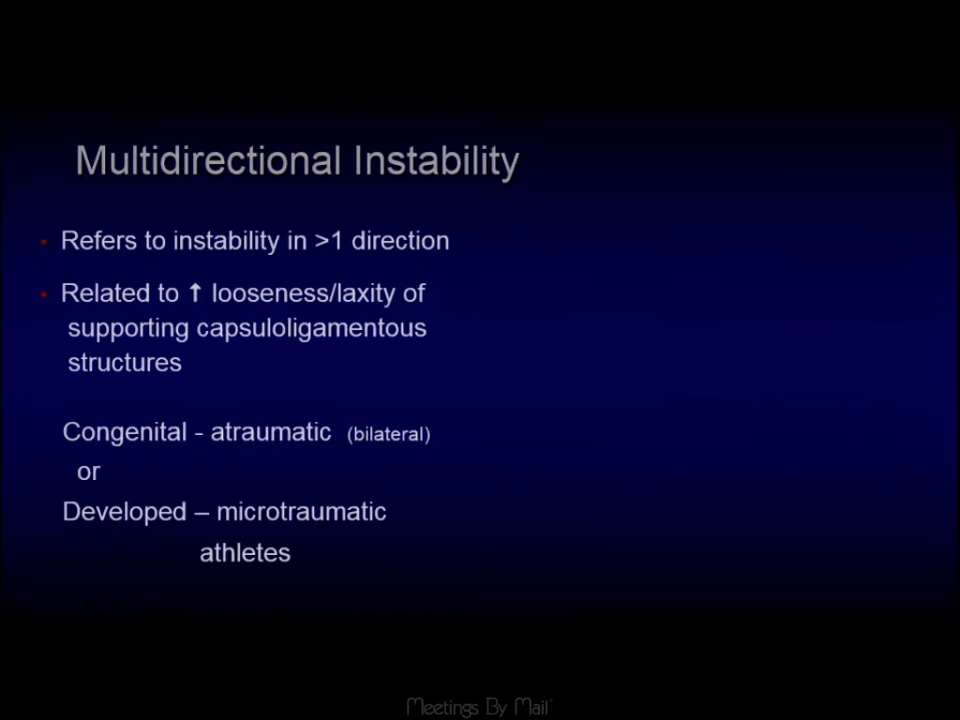 Multidirectional Instability
• Refers to instability in >1 direction
• Related to ↑ looseness/laxity of
supporting capsuloligamentous
structures
Congenital - atraumatic (bilateral)
or
Developed – microtraumatic
athletes
Meetings By Mail